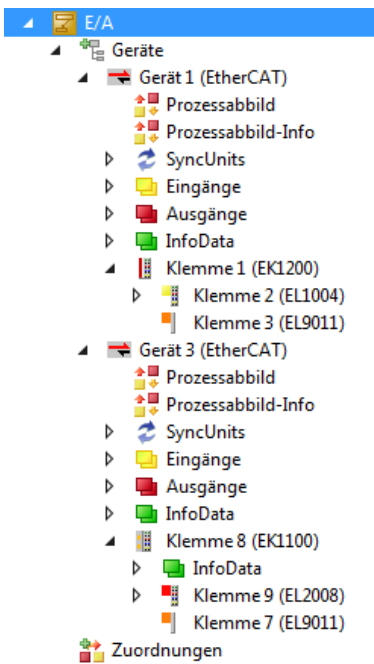 E/A
Geräte
Gerät 1 (EtherCAT)
Prozessabbild
Prozessabbild-Info
SyncUnits
Eingänge
Ausgänge
InfoData
Klemme 1 (EK1200)
Klemme 2 (EL1004)
Klemme 3 (EL9011)
Gerät 3 (EtherCAT)
Prozessabbild
Prozessabbild-Info
SyncUnits
Eingänge
Ausgänge
InfoData
Klemme 8 (EK1100)
InfoData
Klemme 9 (EL2008)
Klemme 7 (EL9011)
Zuordnungen